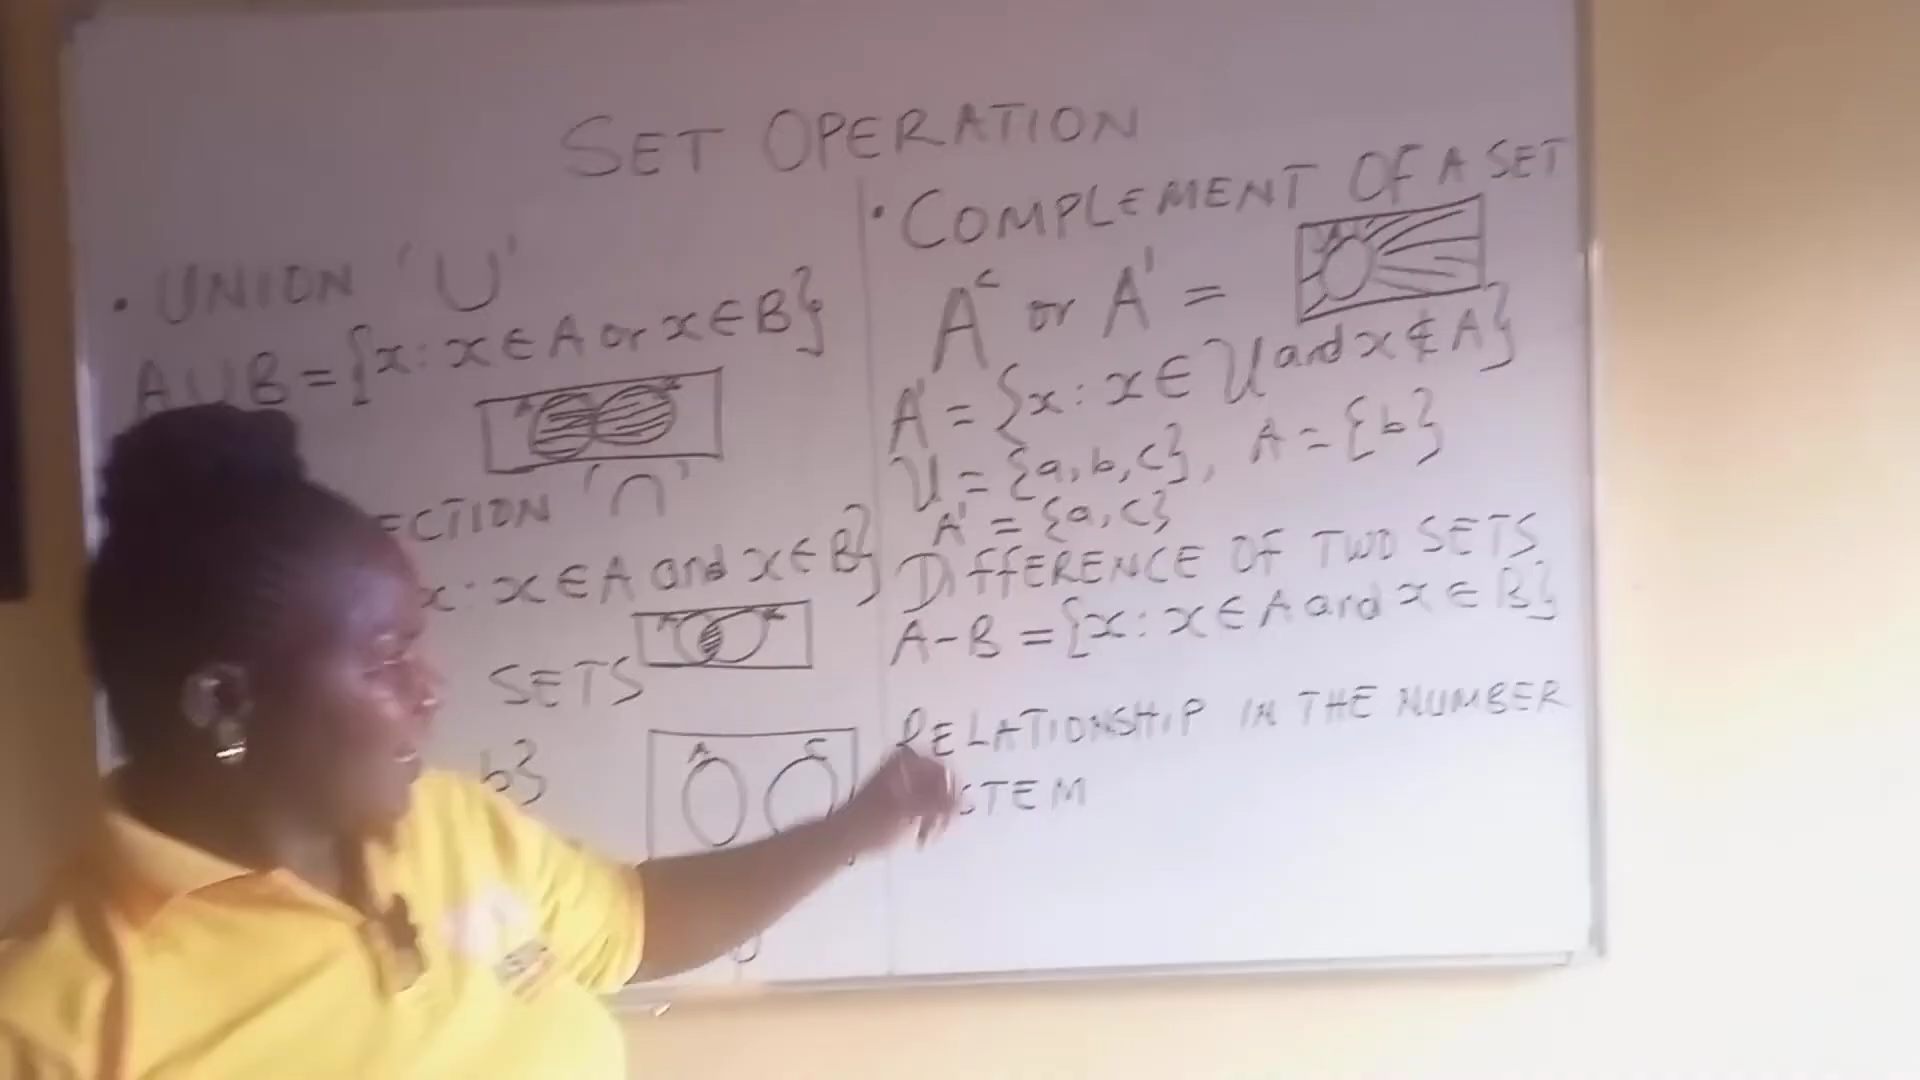 SET OPERATION
• UNION 'U'
A∪B = {x: x∈A or x∈B}
ECTION '∩'
x: x∈A and x∈B}
SETS
b}
A C
• COMPLEMENT OF A SET
Aᶜ or A' =
A' = {x: x∈U and x∉A}
U = {a,b,c}, A = {b}
A' = {a,c}
DIFFERENCE OF TWO SETS
A-B = {x: x∈A and x∈B}
RELATIONSHIP IN THE NUMBER
STEM